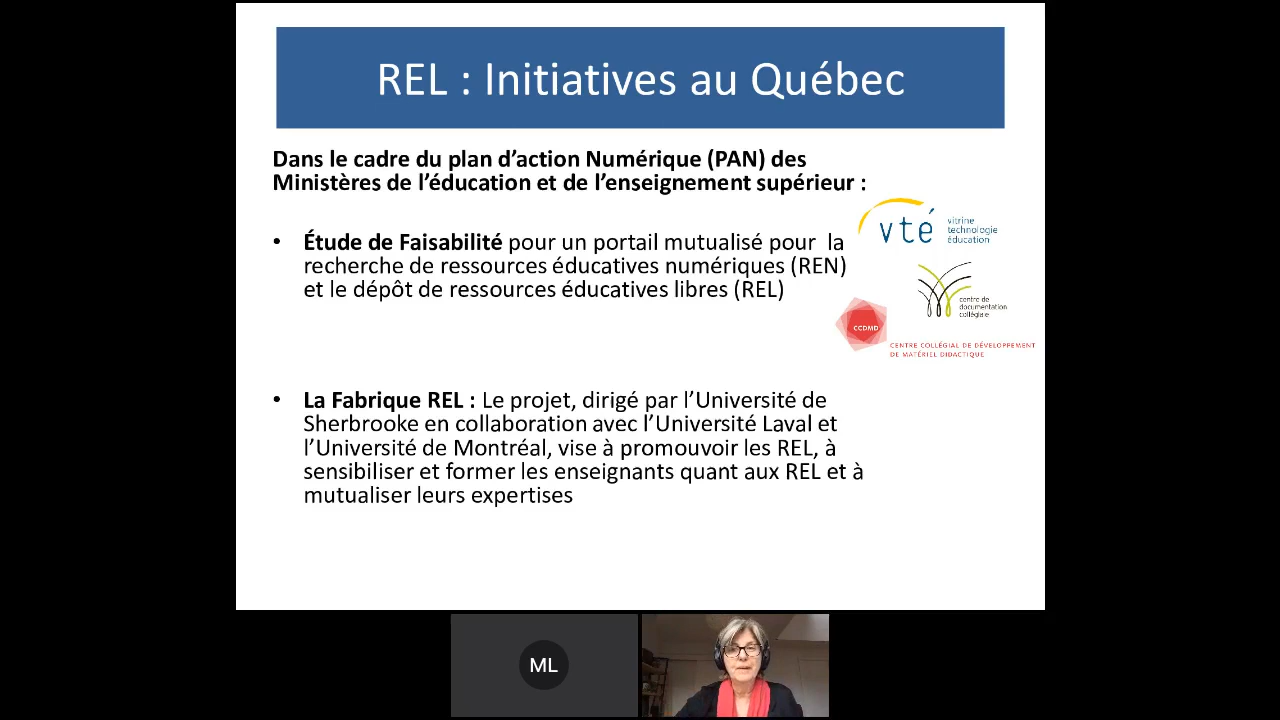 REL : Initiatives au Québec
Dans le cadre du plan d’action Numérique (PAN) des
Ministères de l’éducation et de l’enseignement supérieur :
• Étude de Faisabilité pour un portail mutualisé pour  la
recherche de ressources éducatives numériques (REN)
et le dépôt de ressources éducatives libres (REL)
vté
vitrine
technologie
éducation
centre de
documentation
collégiale
CCDMD
CENTRE COLLÉGIAL DE DÉVELOPPEMENT
DE MATÉRIEL DIDACTIQUE
• La Fabrique REL : Le projet, dirigé par l’Université de
Sherbrooke en collaboration avec l’Université Laval et
l’Université de Montréal, vise à promouvoir les REL, à
sensibiliser et former les enseignants quant aux REL et à
mutualiser leurs expertises
ML